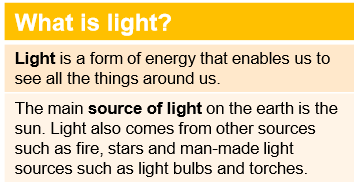 What is light?
Light is a form of energy that enables us to
see all the things around us.
The main source of light on the earth is the
sun. Light also comes from other sources
such as fire, stars and man-made light
sources such as light bulbs and torches.